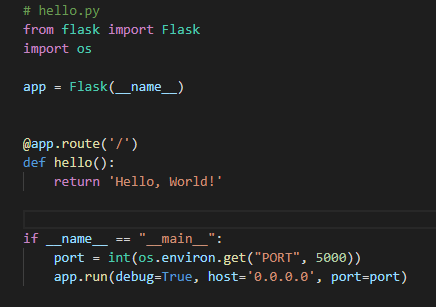 # hello.py
from flask import Flask
import os
app = Flask(__name__)
@app.route('/')
def hello():
    return 'Hello, World!'
if __name__ == "__main__":
    port = int(os.environ.get("PORT", 5000))
    app.run(debug=True, host='0.0.0.0', port=port)